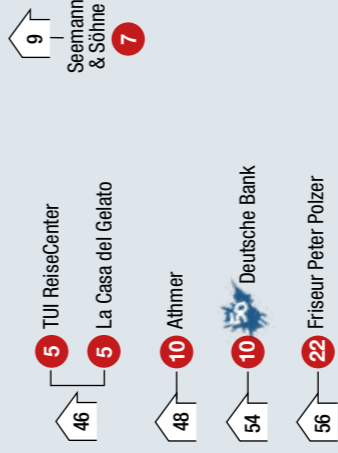 9
Seemann
& Söhne
7
46
5 TUI ReiseCenter
5 La Casa del Gelato
48
10 Athmer
54
10 Deutsche Bank
56
22 Friseur Peter Polzer